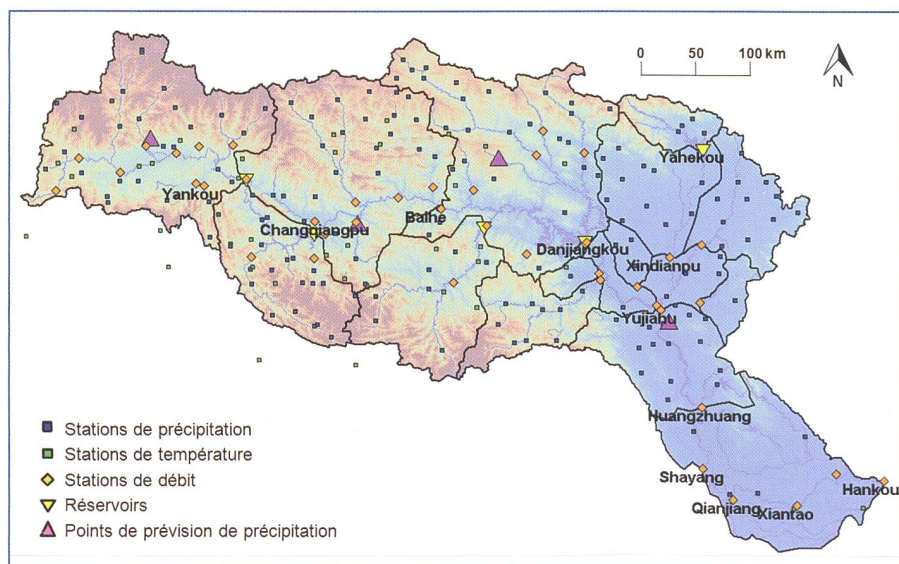 0 50 100 km
N
Yahekou
Yankou
Baihe
Changqiangpu
Danjiangkou
Xindianpu
Yujiahu
Huangzhuang
Shayang
Hankou
Qianjiang
Xiantao
Stations de précipitation
Stations de température
Stations de débit
Réservoirs
Points de prévision de précipitation